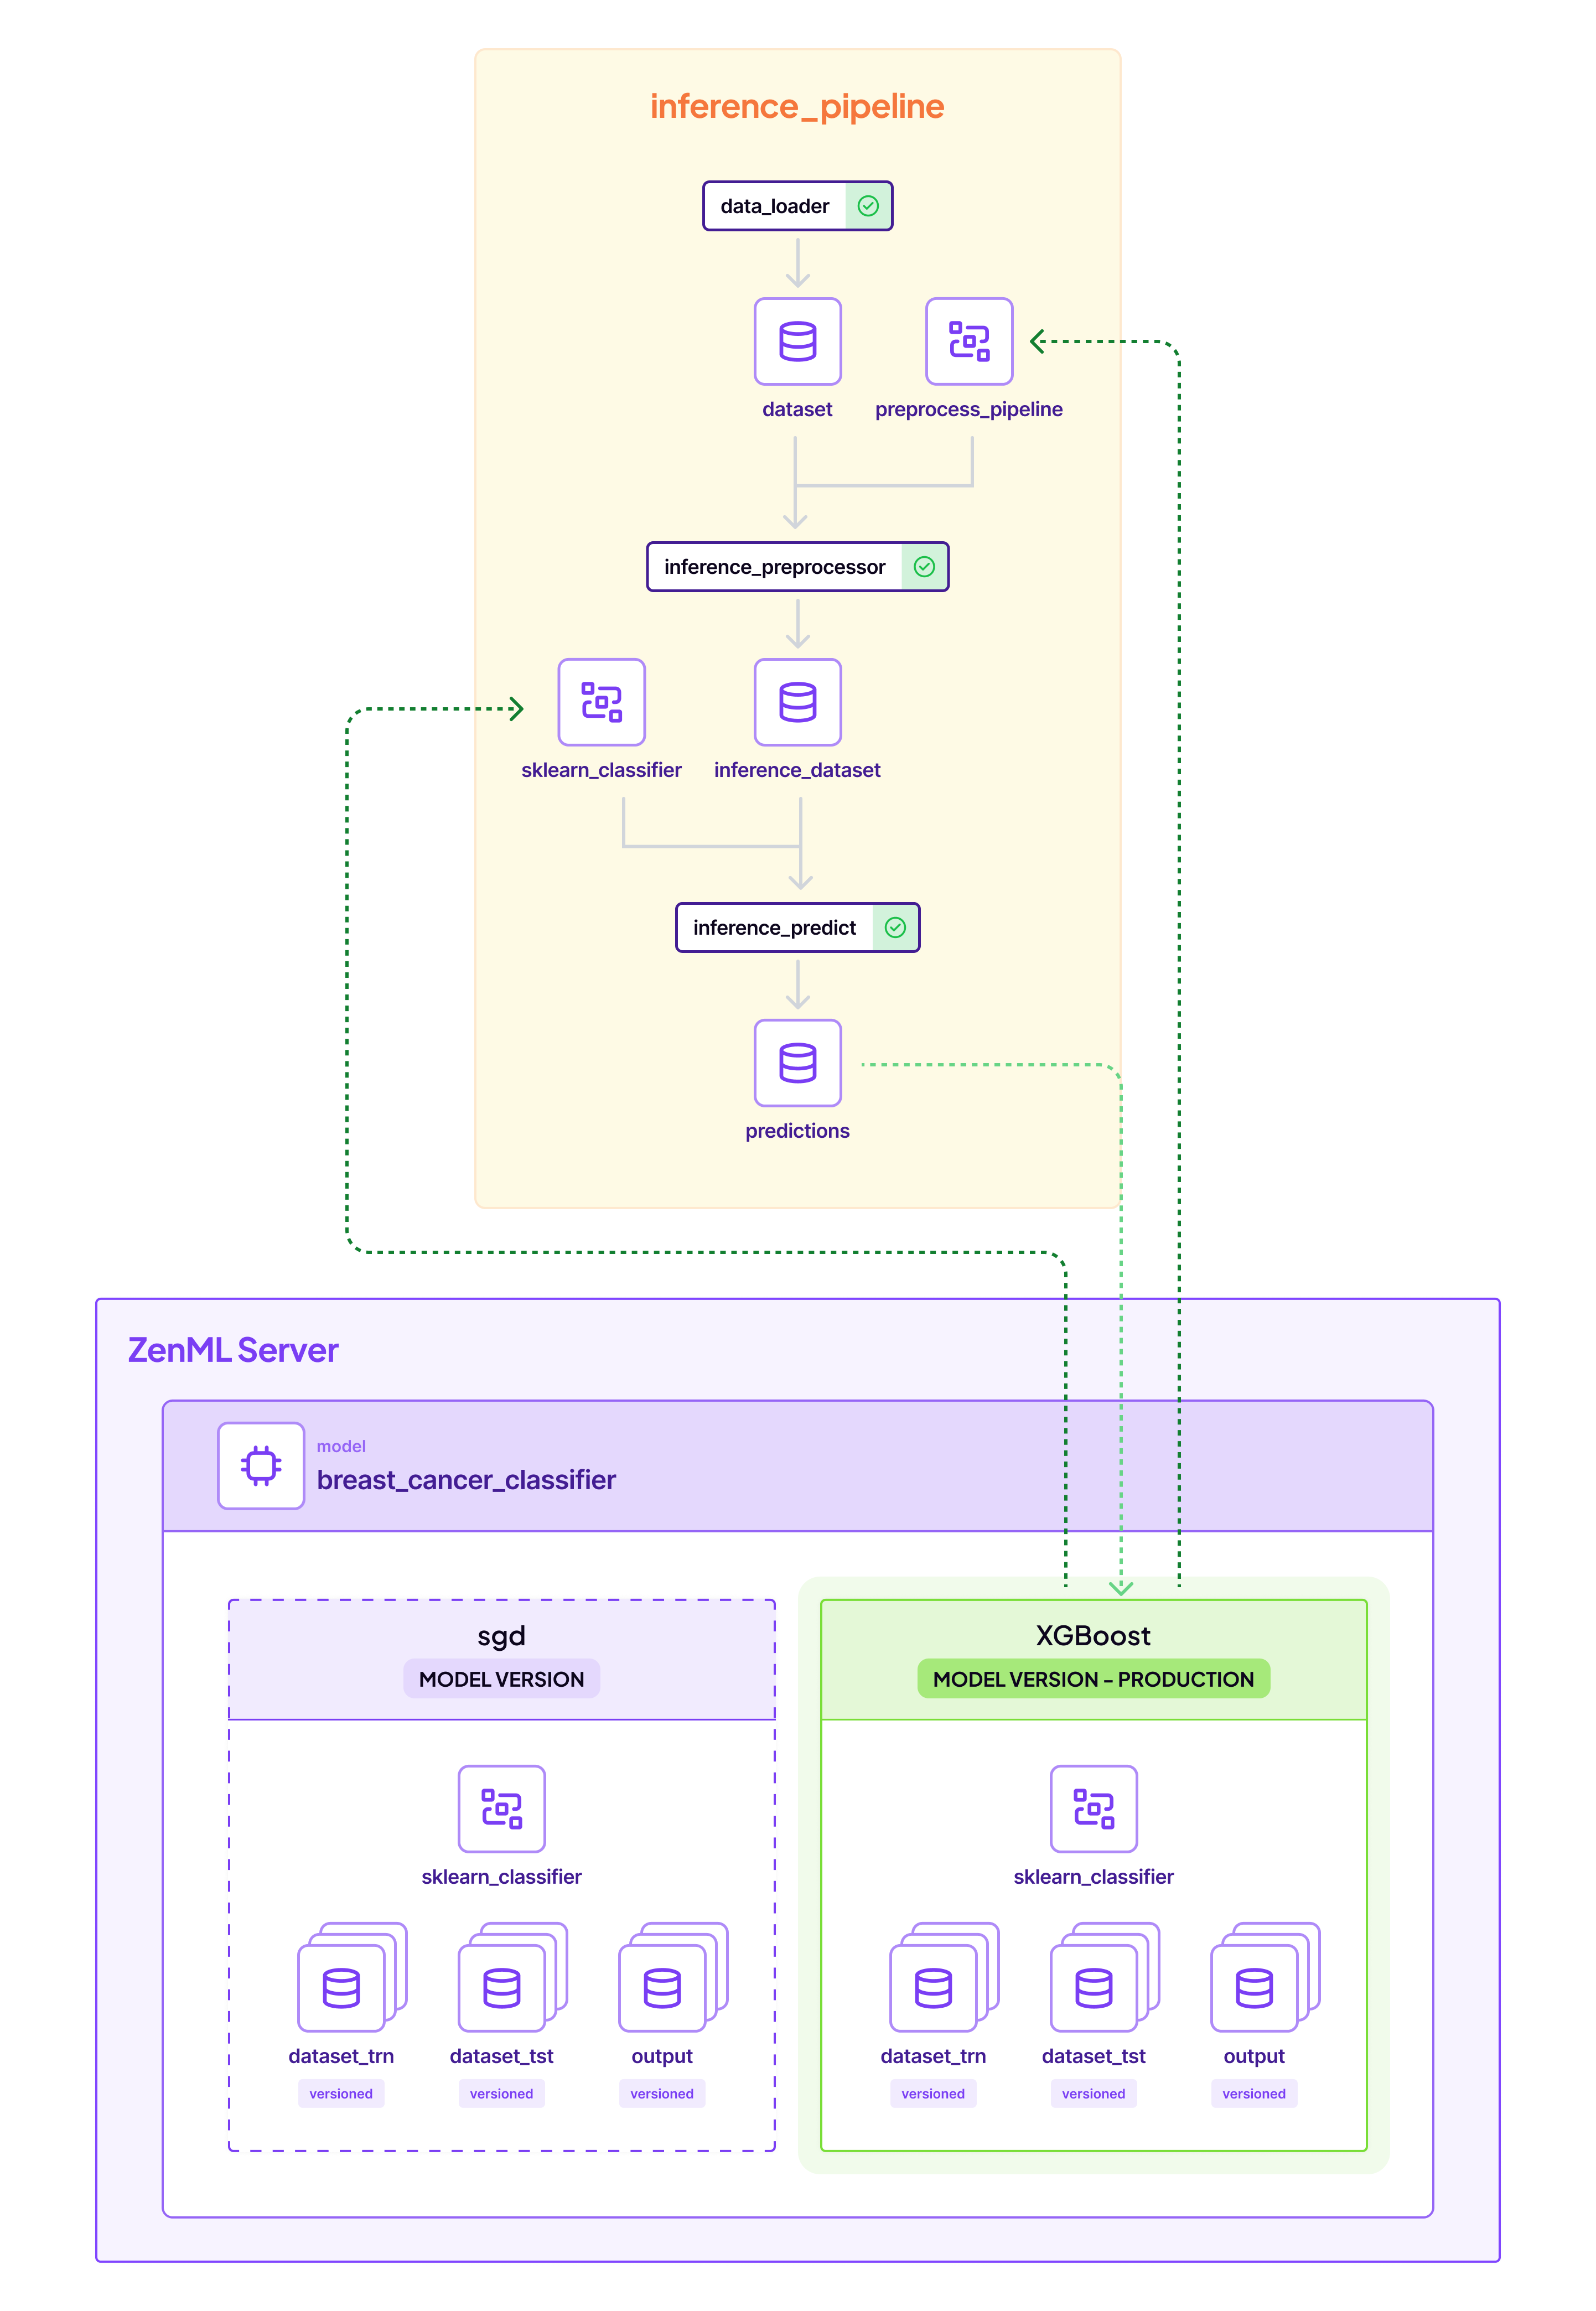 inference_pipeline
data_loader
dataset
preprocess_pipeline
inference_preprocessor
sklearn_classifier
inference_dataset
inference_predict
predictions
ZenML Server
model
breast_cancer_classifier
sgd
MODEL VERSION
sklearn_classifier
dataset_trn
dataset_tst
output
versioned
versioned
versioned
XGBoost
MODEL VERSION - PRODUCTION
sklearn_classifier
dataset_trn
dataset_tst
output
versioned
versioned
versioned